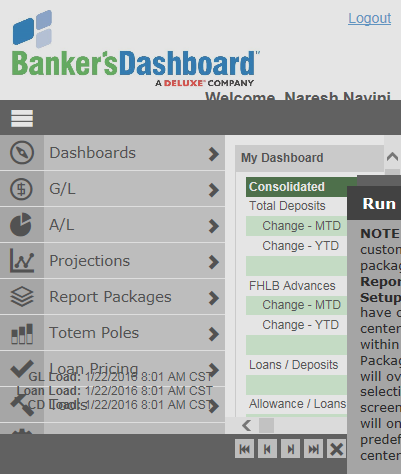 Logout
Banker'sDashboard™
A DELUXE® COMPANY
Welcome, Naresh Navini
Dashboards
G/L
A/L
Projections
Report Packages
Totem Poles
Loan Pricing
Tools
GL Load: 1/22/2016 8:01 AM CST
Loan Load: 1/22/2016 8:01 AM CST
CD Load: 1/22/2016 8:01 AM CST
My Dashboard
Consolidated
Total Deposits
Change - MTD
Change - YTD
FHLB Advances
Change - MTD
Change - YTD
Loans / Deposits
Allowance / Loans
Run
NOTE
custom
packag
Repor
Setup
have c
center
within
Packag
will ov
selecti
screen
will on
predef
center